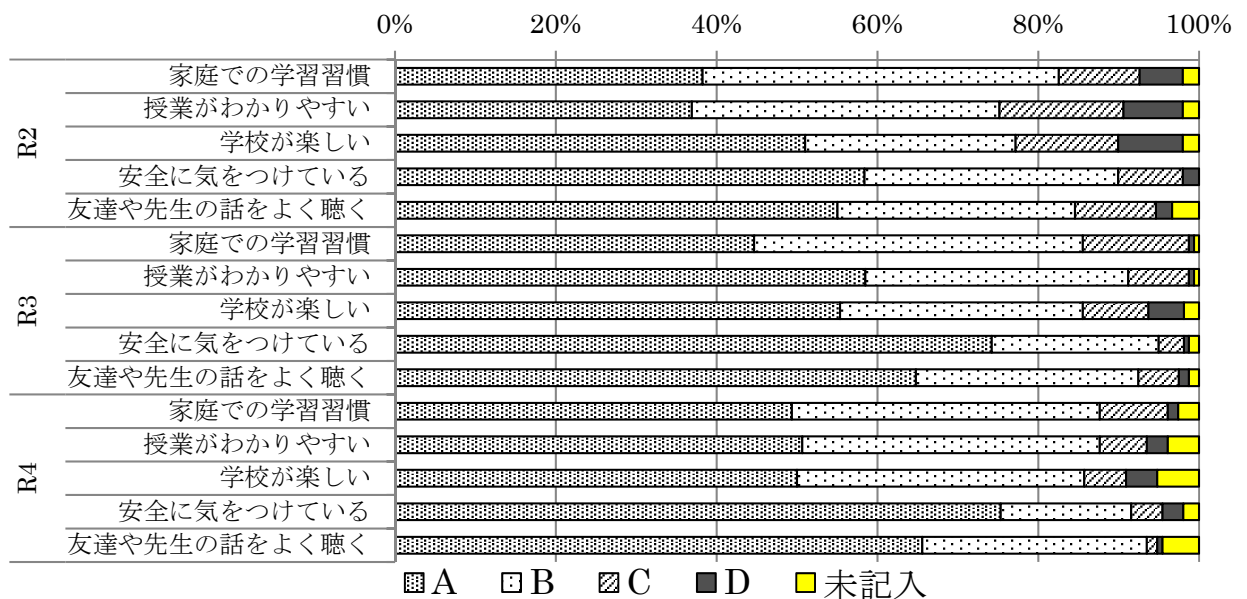 0% 20% 40% 60% 80% 100%
R2
家庭での学習習慣
授業がわかりやすい
学校が楽しい
安全に気をつけている
友達や先生の話をよく聴く
R3
家庭での学習習慣
授業がわかりやすい
学校が楽しい
安全に気をつけている
友達や先生の話をよく聴く
R4
家庭での学習習慣
授業がわかりやすい
学校が楽しい
安全に気をつけている
友達や先生の話をよく聴く
A B C D 未記入